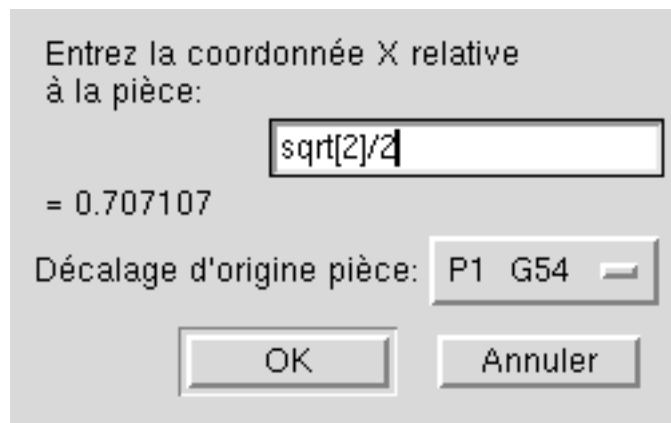 Entrez la coordonnée X relative
à la pièce:
sqrt[2]/2
= 0.707107
Décalage d'origine pièce: P1 G54
OK Annuler